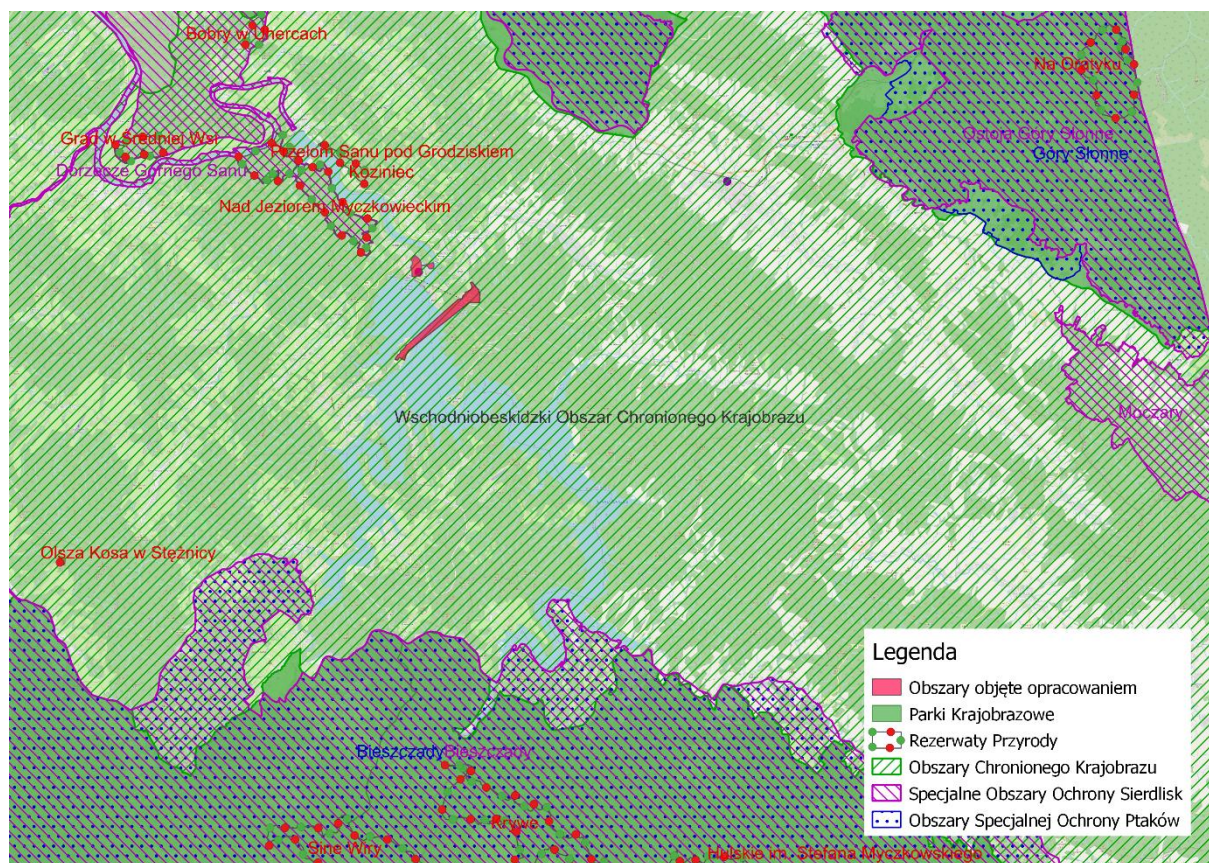 Bobry w Uhercach
Na Oratyku
Grąd w Średniej Wsi
Przełom Sanu pod Grodziskiem
Ostoja Góry Słonne
Góry Słonne
Dorzecze Górnego Sanu
Koziniec
Nad Jeziorem Myczkowieckim
Moczary
Wschodniobeskidzki Obszar Chronionego Krajobrazu
Olsza Kosa w Stężnicy
Bieszczady Bieszczady
Krywe
Sine Wiry
Hulskie im. Stefana Myczkowskiego
Legenda
Obszary objęte opracowaniem
Parki Krajobrazowe
Rezerwaty Przyrody
Obszary Chronionego Krajobrazu
Specjalne Obszary Ochrony Sierdlisk
Obszary Specjalnej Ochrony Ptaków